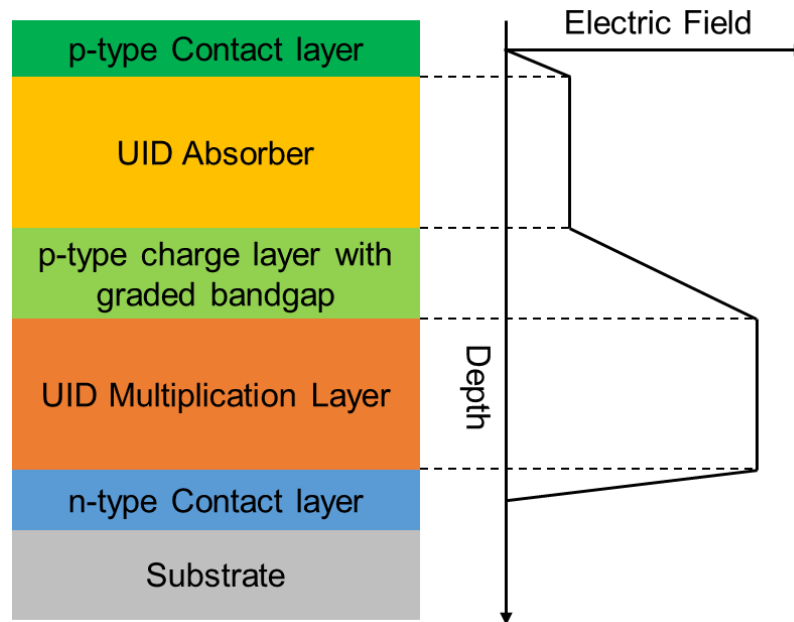 p-type Contact layer
UID Absorber
p-type charge layer with
graded bandgap
UID Multiplication Layer
n-type Contact layer
Substrate
Electric Field
Depth